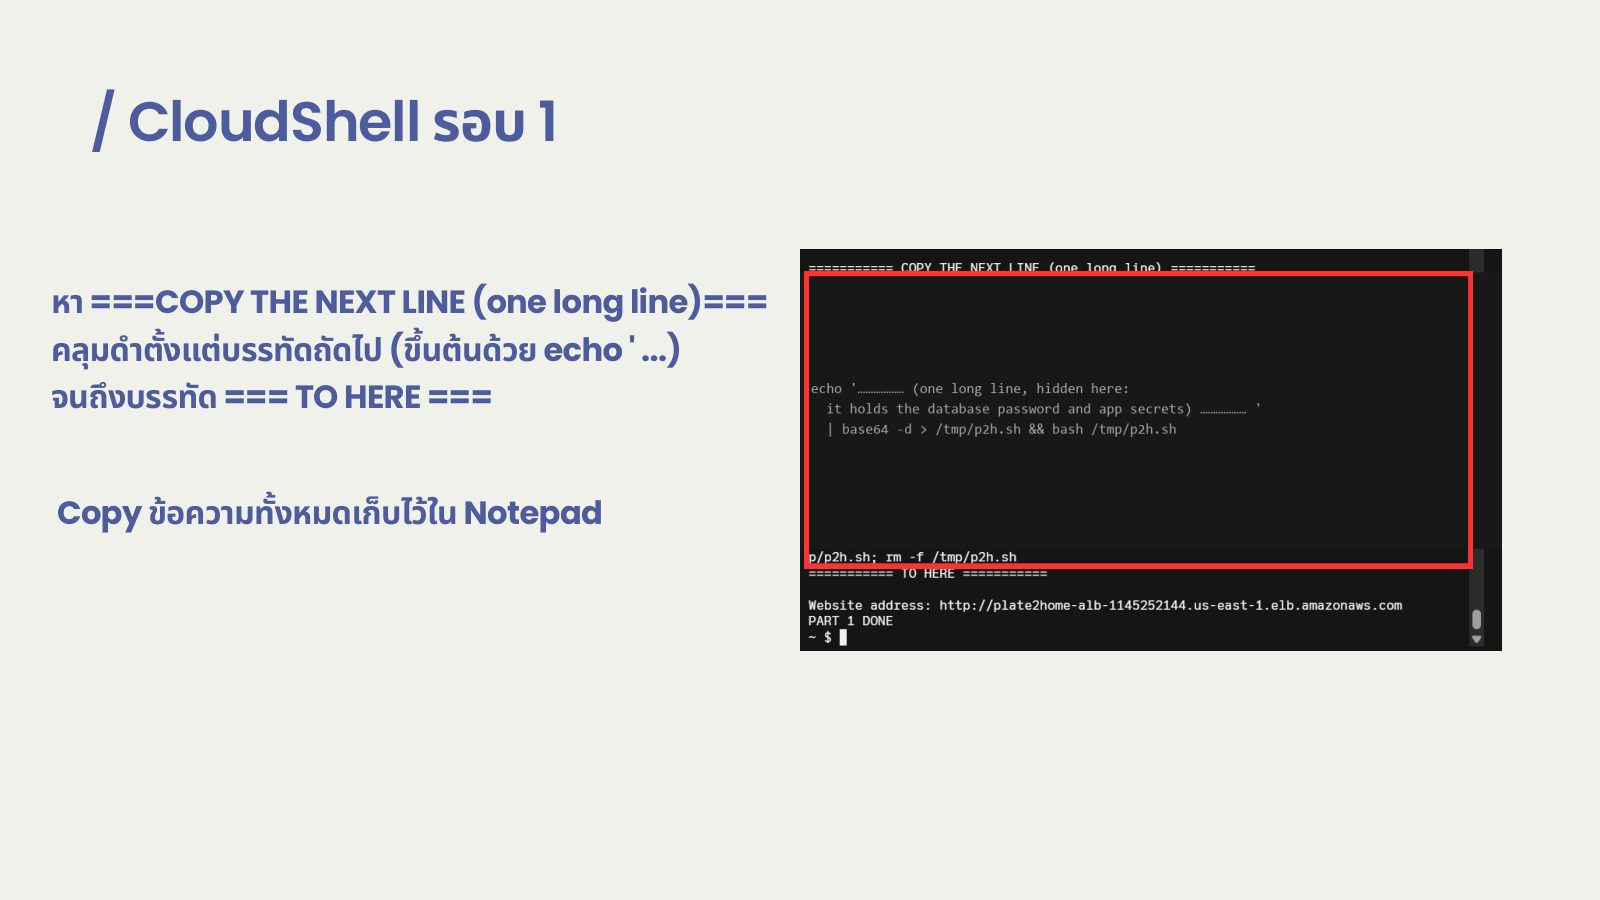 / CloudShell รอบ 1
หา ===COPY THE NEXT LINE (one long line)===
คลุมดำตั้งแต่บรรทัดถัดไป (ขึ้นต้นด้วย echo ' ...)
จนถึงบรรทัด === TO HERE ===
Copy ข้อความทั้งหมดเก็บไว้ใน Notepad
=========== COPY THE NEXT LINE (one long line) ===========
echo '……………… (one long line, hidden here:
it holds the database password and app secrets) ……………… '
| base64 -d > /tmp/p2h.sh && bash /tmp/p2h.sh
p/p2h.sh; rm -f /tmp/p2h.sh
=========== TO HERE ===========
Website address: http://plate2home-alb-1145252144.us-east-1.elb.amazonaws.com
PART 1 DONE
~ $